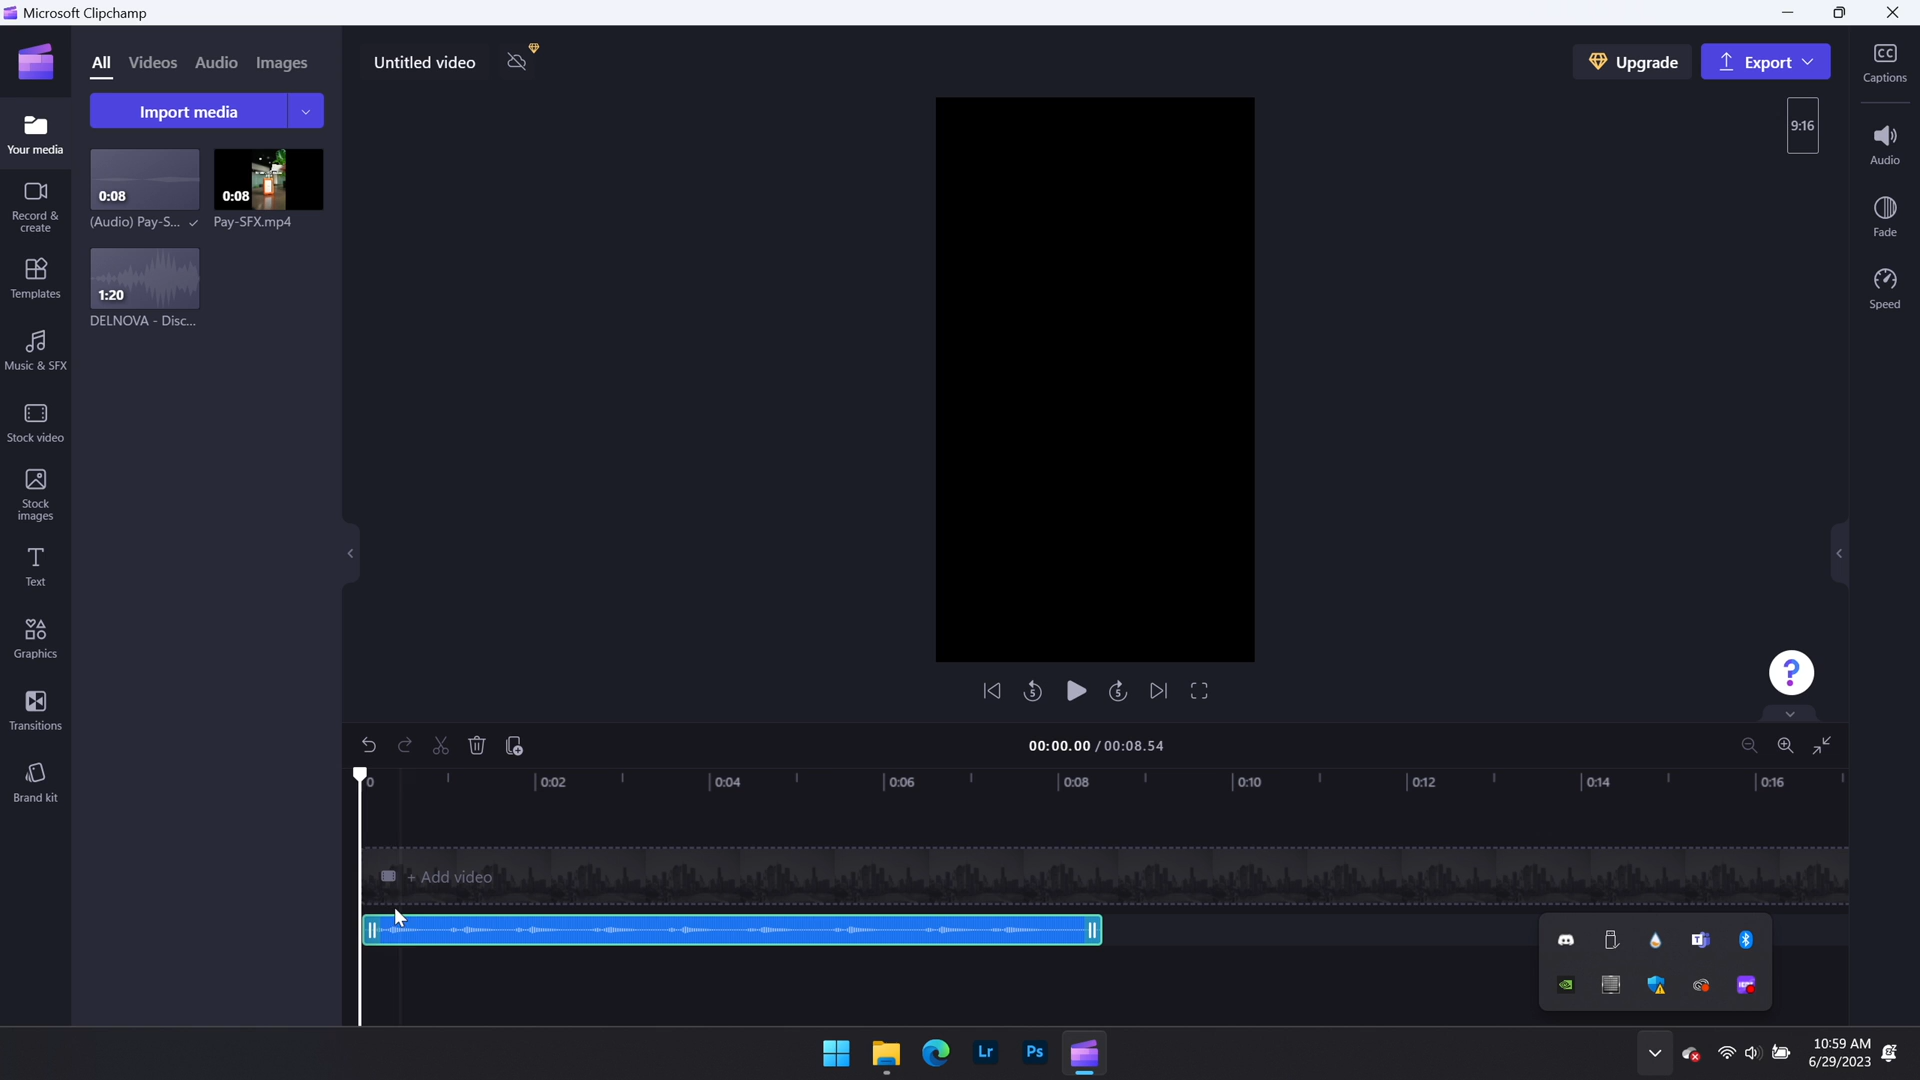 Microsoft Clipchamp
All Videos Audio Images
Untitled video
Upgrade
Export
Captions
Import media
9:16
Your media
Audio
0:08
0:08
(Audio) Pay-S...
Pay-SFX.mp4
Record &
create
Fade
1:20
Templates
Speed
DELNOVA - Disc...
Music & SFX
Stock video
Stock
images
Text
Graphics
5
5
?
Transitions
00:00.00 / 00:08.54
Brand kit
0 0:02 0:04 0:06 0:08 0:10 0:12 0:14 0:16
+ Add video
Lr
Ps
10:59 AM
6/29/2023